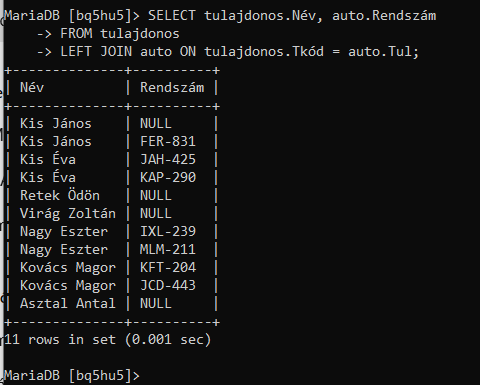 MariaDB [bq5hu5]> SELECT tulajdonos.Név, auto.Rendszám
    -> FROM tulajdonos
    -> LEFT JOIN auto ON tulajdonos.Tkód = auto.Tul;
+--------------+----------+
| Név          | Rendszám |
+--------------+----------+
| Kis János    | NULL     |
| Kis János    | FER-831  |
| Kis Éva      | JAH-425  |
| Kis Éva      | KAP-290  |
| Retek Ödön   | NULL     |
| Virág Zoltán | NULL     |
| Nagy Eszter  | IXL-239  |
| Nagy Eszter  | MLM-211  |
| Kovács Magor | KFT-204  |
| Kovács Magor | JCD-443  |
| Asztal Antal | NULL     |
+--------------+----------+
11 rows in set (0.001 sec)
MariaDB [bq5hu5]>